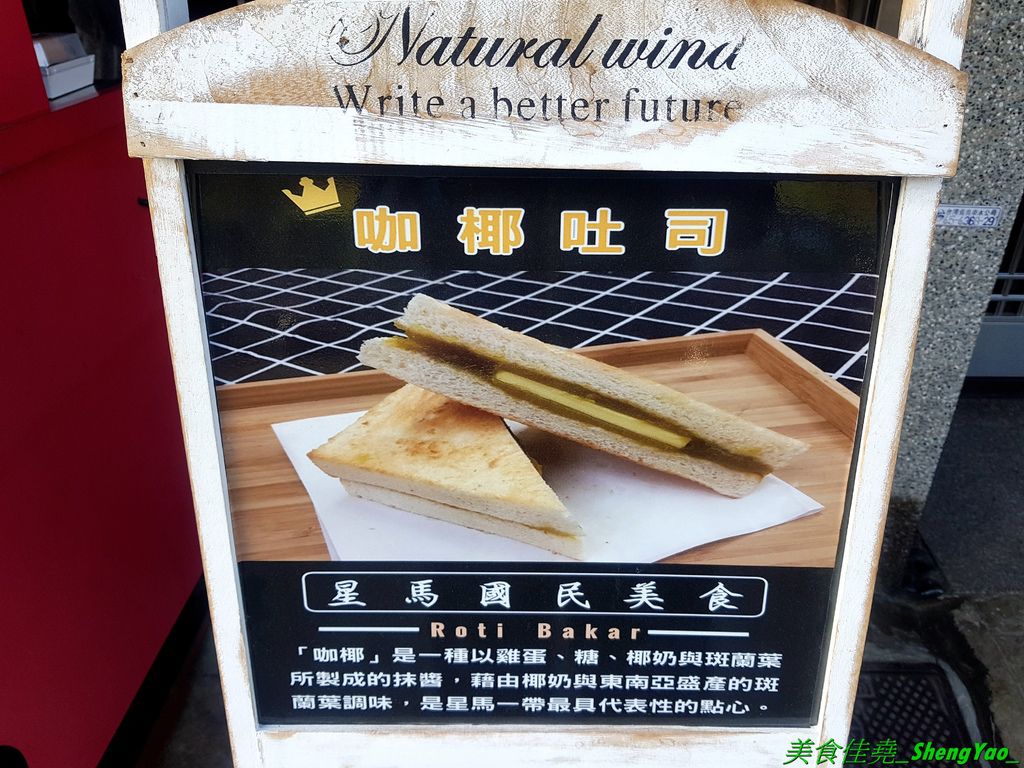 Natural wind
Write a better future
咖椰吐司
星馬國民美食
Roti Bakar
「咖椰」是一種以雞蛋、糖、椰奶與斑蘭葉
所製成的抹醬，藉由椰奶與東南亞盛產的斑
蘭葉調味，是星馬一帶最具代表性的點心。
美食佳堯_ShengYao_